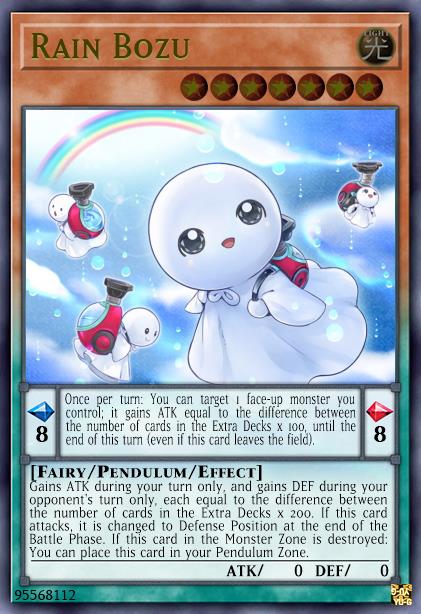 Rain Bozu
LIGHT
光
Once per turn: You can target 1 face-up monster you
control; it gains ATK equal to the difference between
the number of cards in the Extra Decks x 100, until the
end of this turn (even if this card leaves the field).
8
8
[Fairy/Pendulum/Effect]
Gains ATK during your turn only, and gains DEF during your
opponent's turn only, each equal to the difference between
the number of cards in the Extra Decks x 200. If this card
attacks, it is changed to Defense Position at the end of the
Battle Phase. If this card in the Monster Zone is destroyed:
You can place this card in your Pendulum Zone.
ATK/ 0 DEF/ 0
95568112